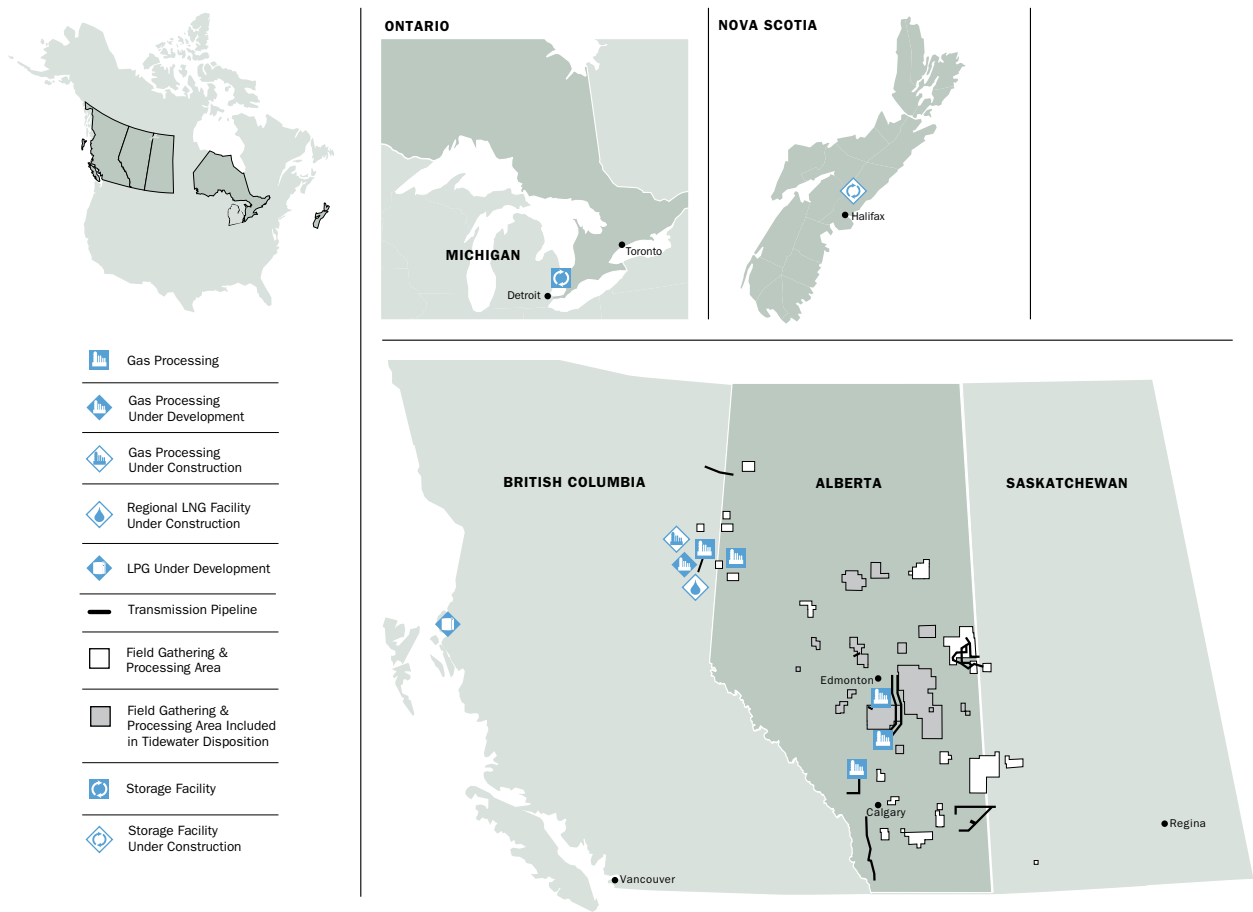 ONTARIO
NOVA SCOTIA
MICHIGAN
Toronto
Detroit
Halifax
Gas Processing
Gas Processing
Under Development
Gas Processing
Under Construction
Regional LNG Facility
Under Construction
LPG Under Development
Transmission Pipeline
Field Gathering &
Processing Area
Field Gathering &
Processing Area Included
in Tidewater Disposition
Storage Facility
Storage Facility
Under Construction
BRITISH COLUMBIA
ALBERTA
SASKATCHEWAN
Edmonton
Calgary
Regina
Vancouver